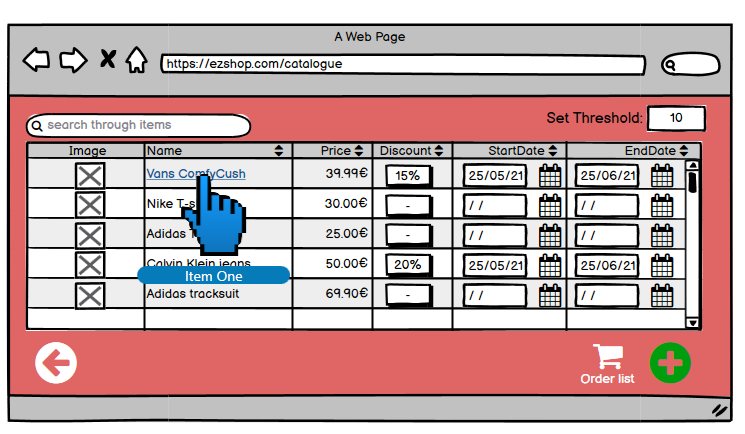 A Web Page
https://ezshop.com/catalogue
search through items
Set Threshold: 10
Image Name Price Discount StartDate EndDate
Vans ComfyCush 39.99€ 15% 25/05/21 25/06/21
Nike T-s 30.00€ - / / / /
Adidas 25.00€ - / / / /
Calvin Klein jeans 50.00€ 20% 25/05/21 25/06/21
Item One
Adidas tracksuit 69.90€ - / / / /
Order list